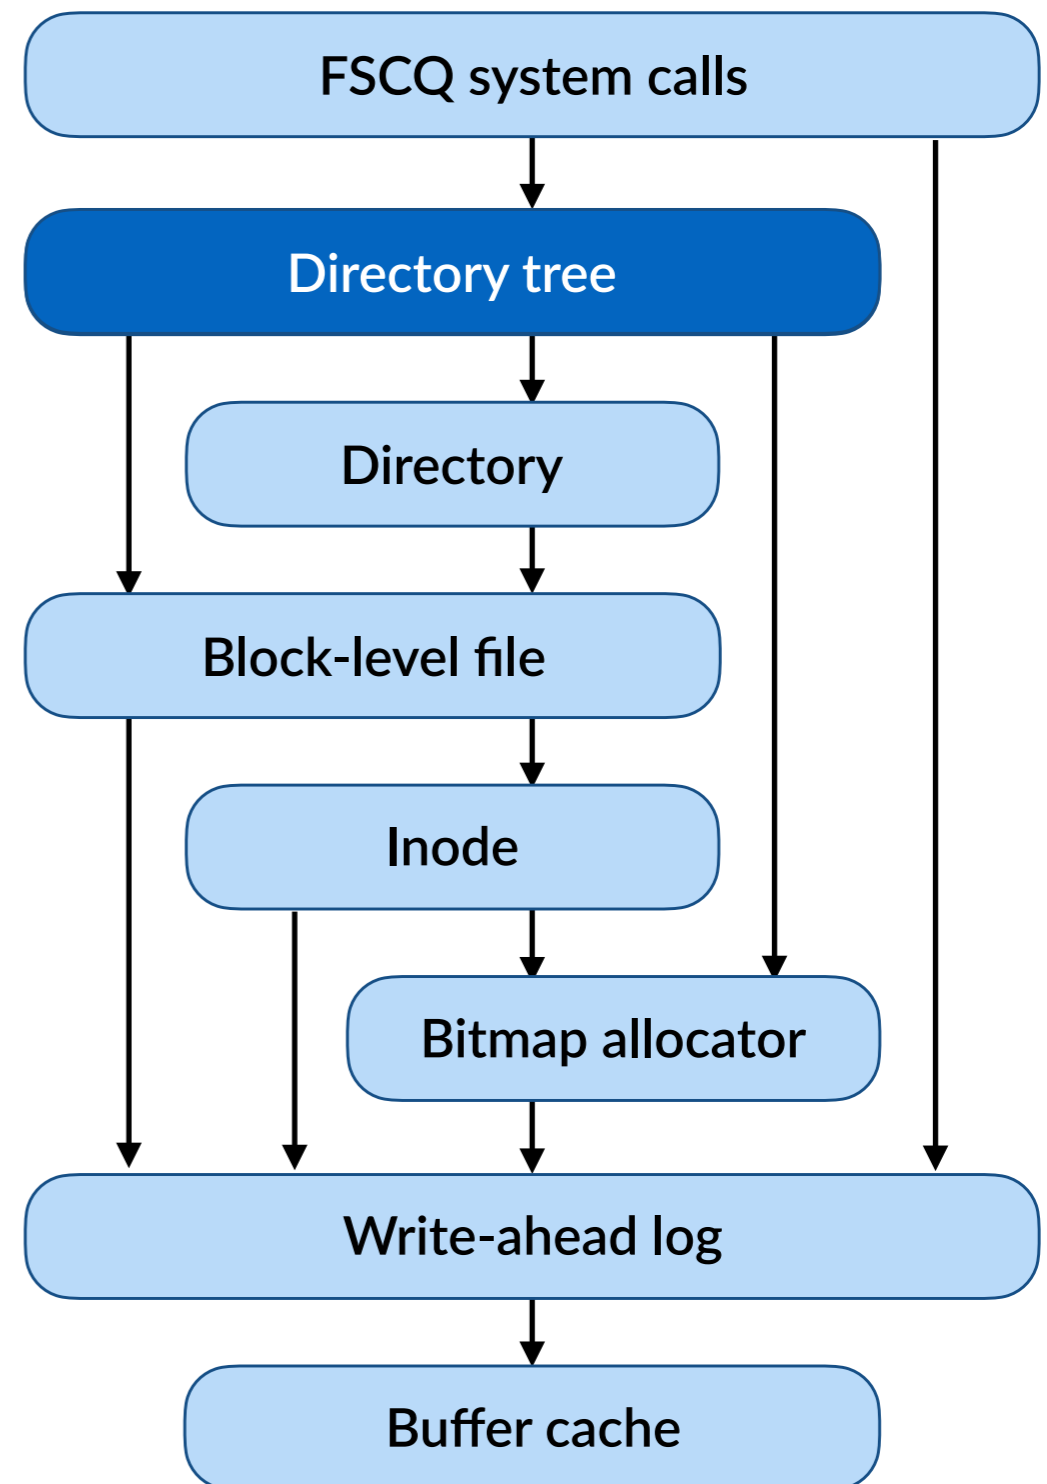 FSCQ system calls
Directory tree
Directory
Block-level file
Inode
Bitmap allocator
Write-ahead log
Buffer cache